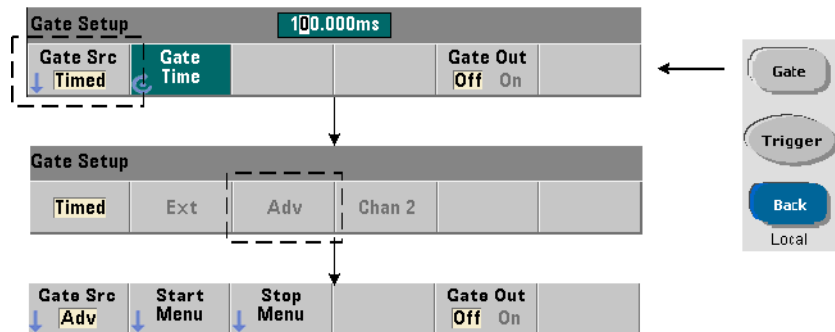 Gate Setup 100.000ms
Gate Src Gate Time Gate Out
Timed Off On
Gate
Trigger
Back
Local
Gate Setup
Timed Ext Adv Chan 2
Gate Src Start Menu Stop Menu Gate Out
Adv Off On